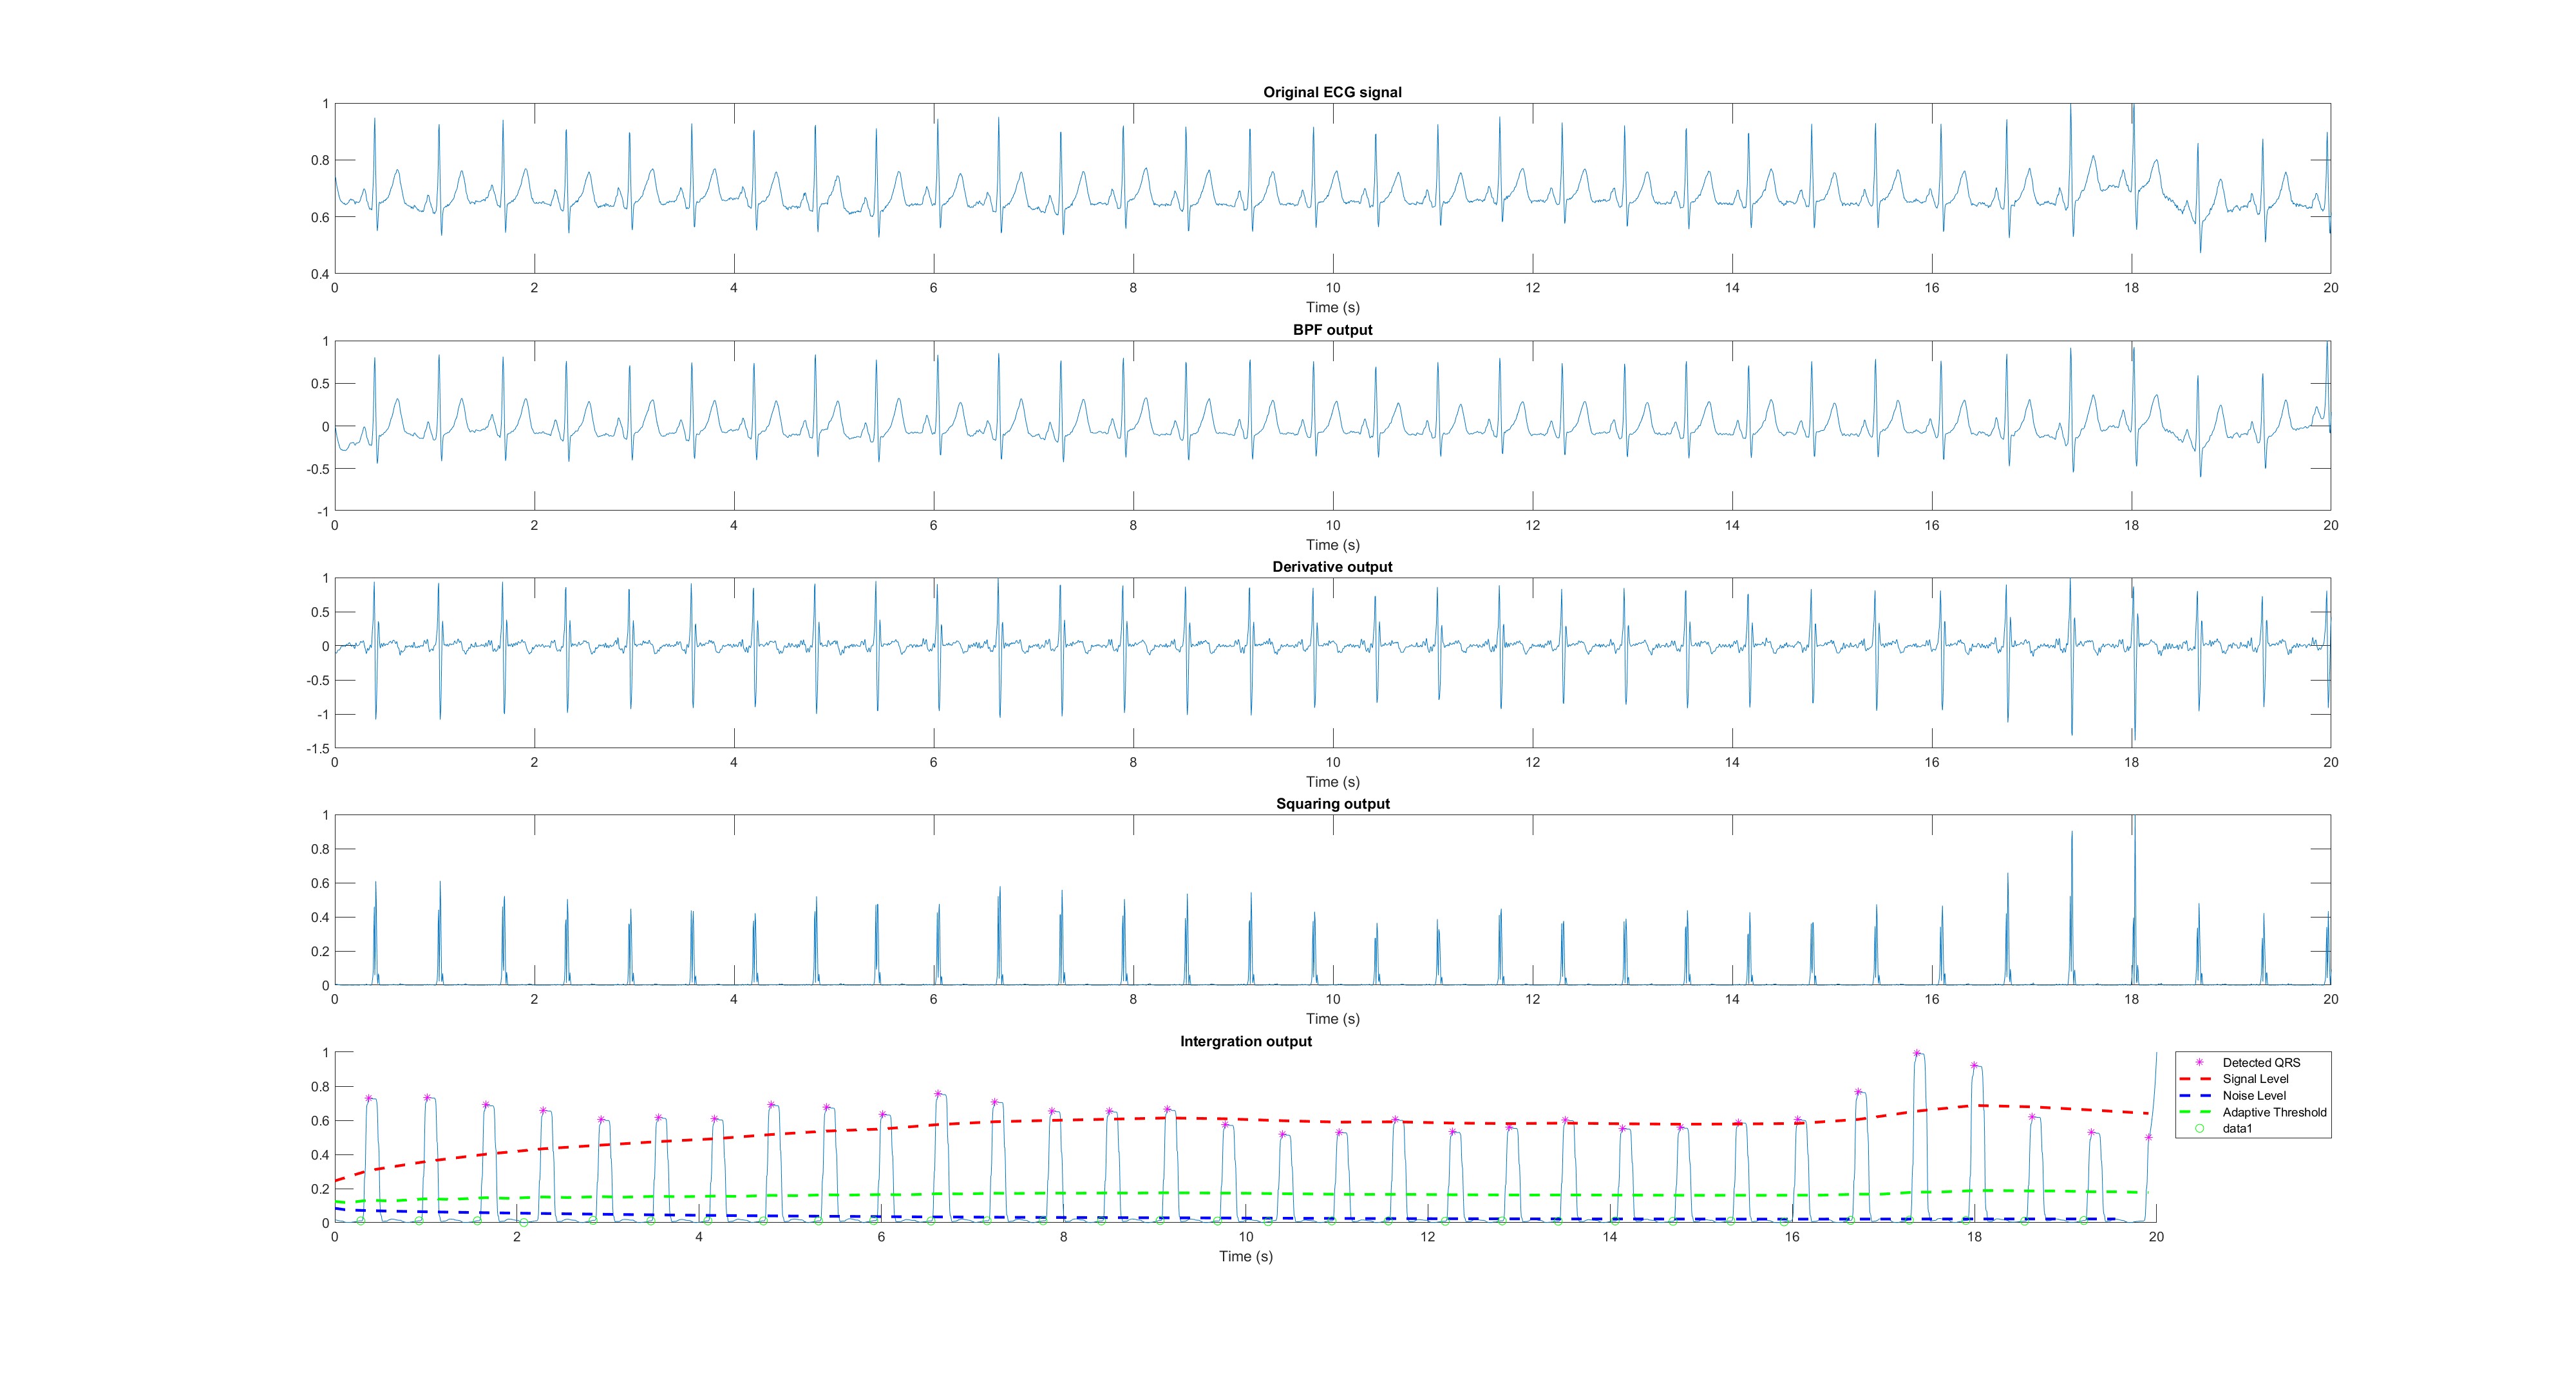 Original ECG signal
1
0.8
0.6
0.4
0 2 4 6 8 10 12 14 16 18 20
Time (s)
BPF output
1
0.5
0
-0.5
-1
0 2 4 6 8 10 12 14 16 18 20
Time (s)
Derivative output
1
0.5
0
-0.5
-1
-1.5
0 2 4 6 8 10 12 14 16 18 20
Time (s)
Squaring output
1
0.8
0.6
0.4
0.2
0
0 2 4 6 8 10 12 14 16 18 20
Time (s)
Intergration output
1
0.8
0.6
0.4
0.2
0
0 2 4 6 8 10 12 14 16 18 20
Time (s)
Detected QRS
Signal Level
Noise Level
Adaptive Threshold
data1